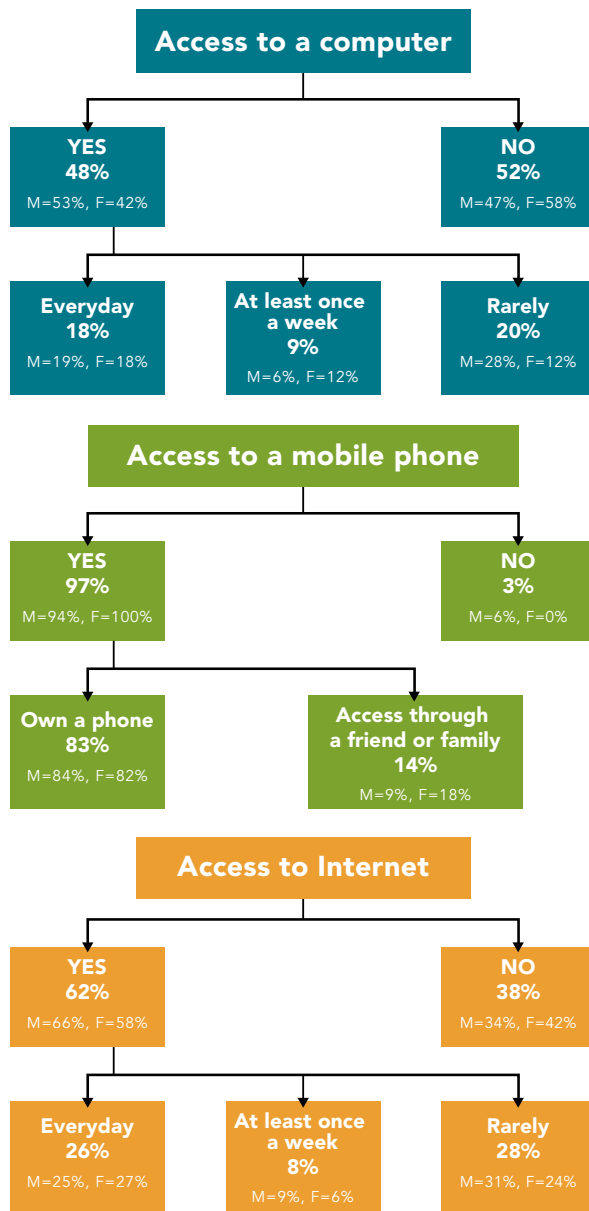 Access to a computer
YES
48%
M=53%, F=42%
NO
52%
M=47%, F=58%
Everyday
18%
M=19%, F=18%
At least once
a week
9%
M=6%, F=12%
Rarely
20%
M=28%, F=12%
Access to a mobile phone
YES
97%
M=94%, F=100%
NO
3%
M=6%, F=0%
Own a phone
83%
M=84%, F=82%
Access through
a friend or family
14%
M=9%, F=18%
Access to Internet
YES
62%
M=66%, F=58%
NO
38%
M=34%, F=42%
Everyday
26%
M=25%, F=27%
At least once
a week
8%
M=9%, F=6%
Rarely
28%
M=31%, F=24%